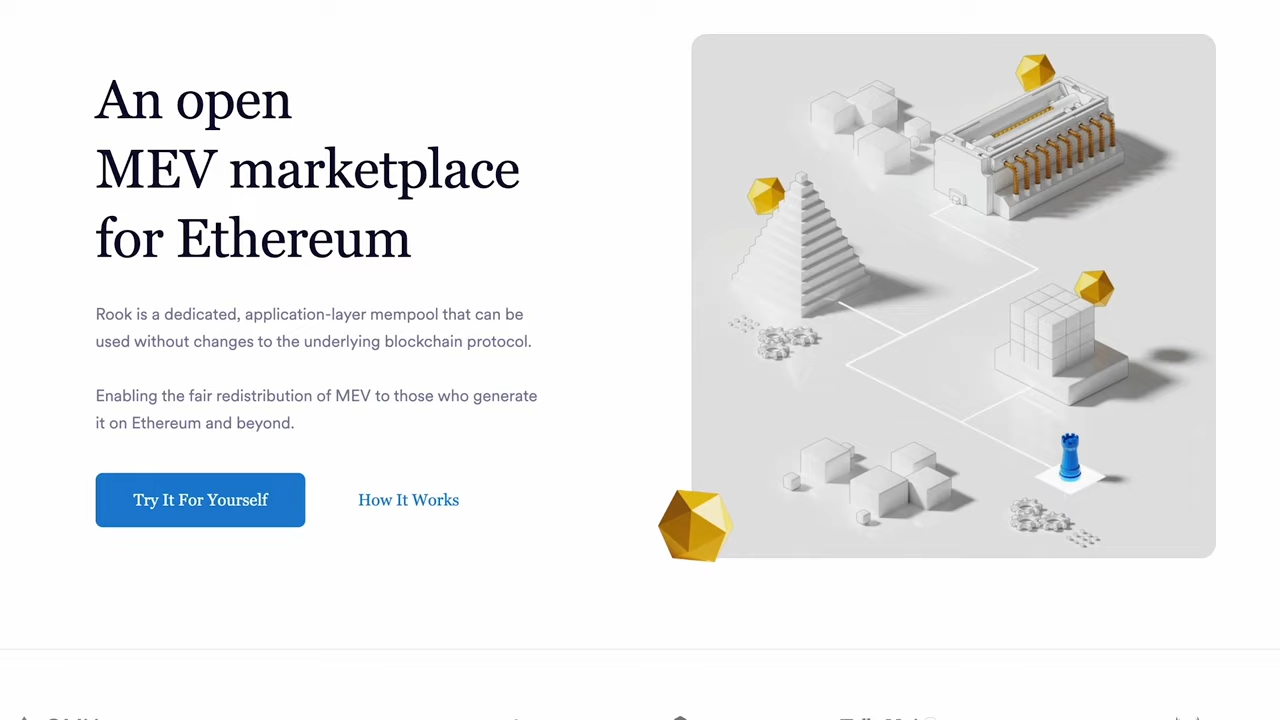 An open
MEV marketplace
for Ethereum
Rook is a dedicated, application-layer mempool that can be
used without changes to the underlying blockchain protocol.
Enabling the fair redistribution of MEV to those who generate
it on Ethereum and beyond.
Try It For Yourself
How It Works